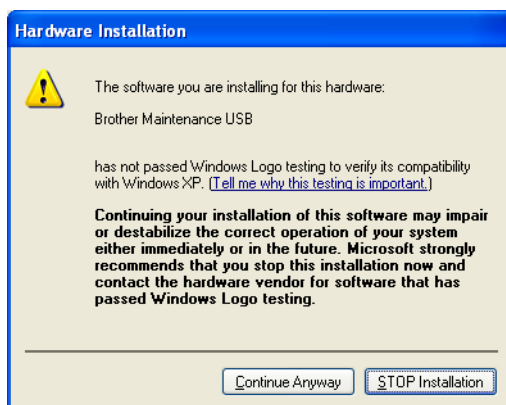 Hardware Installation
The software you are installing for this hardware:
Brother Maintenance USB
has not passed Windows Logo testing to verify its compatibility
with Windows XP. (Tell me why this testing is important.)
Continuing your installation of this software may impair
or destabilize the correct operation of your system
either immediately or in the future. Microsoft strongly
recommends that you stop this installation now and
contact the hardware vendor for software that has
passed Windows Logo testing.
Continue Anyway
STOP Installation